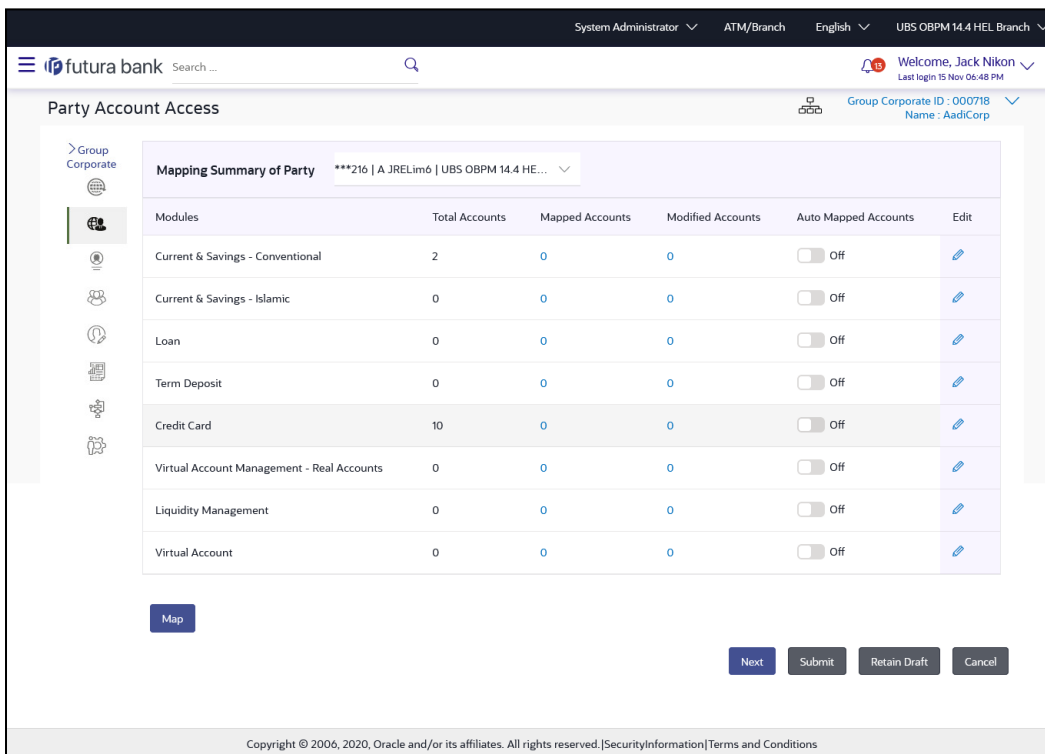 System Administrator ATM/Branch English UBS OBPM 14.4 HEL Branch
futura bank Search ... 13 Welcome, Jack Nikon
Last login 15 Nov 06:48 PM
Party Account Access Group Corporate ID : 000718
Name : AadiCorp
Group
Corporate
Mapping Summary of Party ***216 | A JRELim6 | UBS OBPM 14.4 HE...
Modules Total Accounts Mapped Accounts Modified Accounts Auto Mapped Accounts Edit
Current & Savings - Conventional 2 0 0 Off
Current & Savings - Islamic 0 0 0 Off
Loan 0 0 0 Off
Term Deposit 0 0 0 Off
Credit Card 10 0 0 Off
Virtual Account Management - Real Accounts 0 0 0 Off
Liquidity Management 0 0 0 Off
Virtual Account 0 0 0 Off
Map
Next Submit Retain Draft Cancel
Copyright © 2006, 2020, Oracle and/or its affiliates. All rights reserved.|SecurityInformation|Terms and Conditions